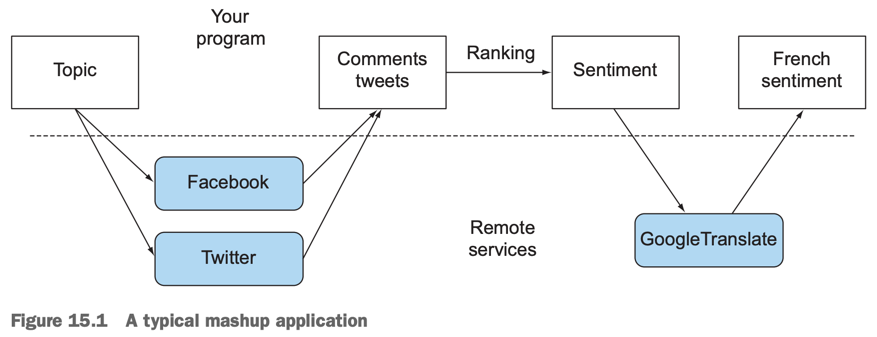 Your
program
Topic
Comments
tweets
Ranking
Sentiment
French
sentiment
Facebook
Twitter
Remote
services
GoogleTranslate
Figure 15.1 A typical mashup application